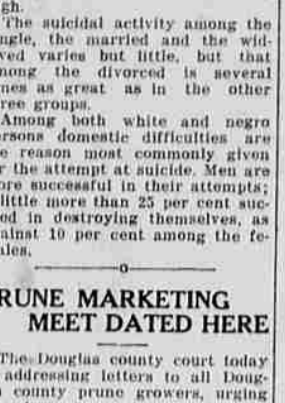 gh.
The suicidal activity among the
ngle, the married and the wid-
wed varies but little, but that
mong the divorced is several
mes as great as in the other
ree groups.
Among both white and negro
ersons domestic difficulties are
e reason most commonly given
r the attempt at suicide. Men are
ore successful in their attempts;
little more than 25 per cent suc-
ed in destroying themselves, as
ainst 10 per cent among the fe-
ales.
RUNE MARKETING
MEET DATED HERE
The Douglas county court today
addressing letters to all Doug-
s county prune growers, urging